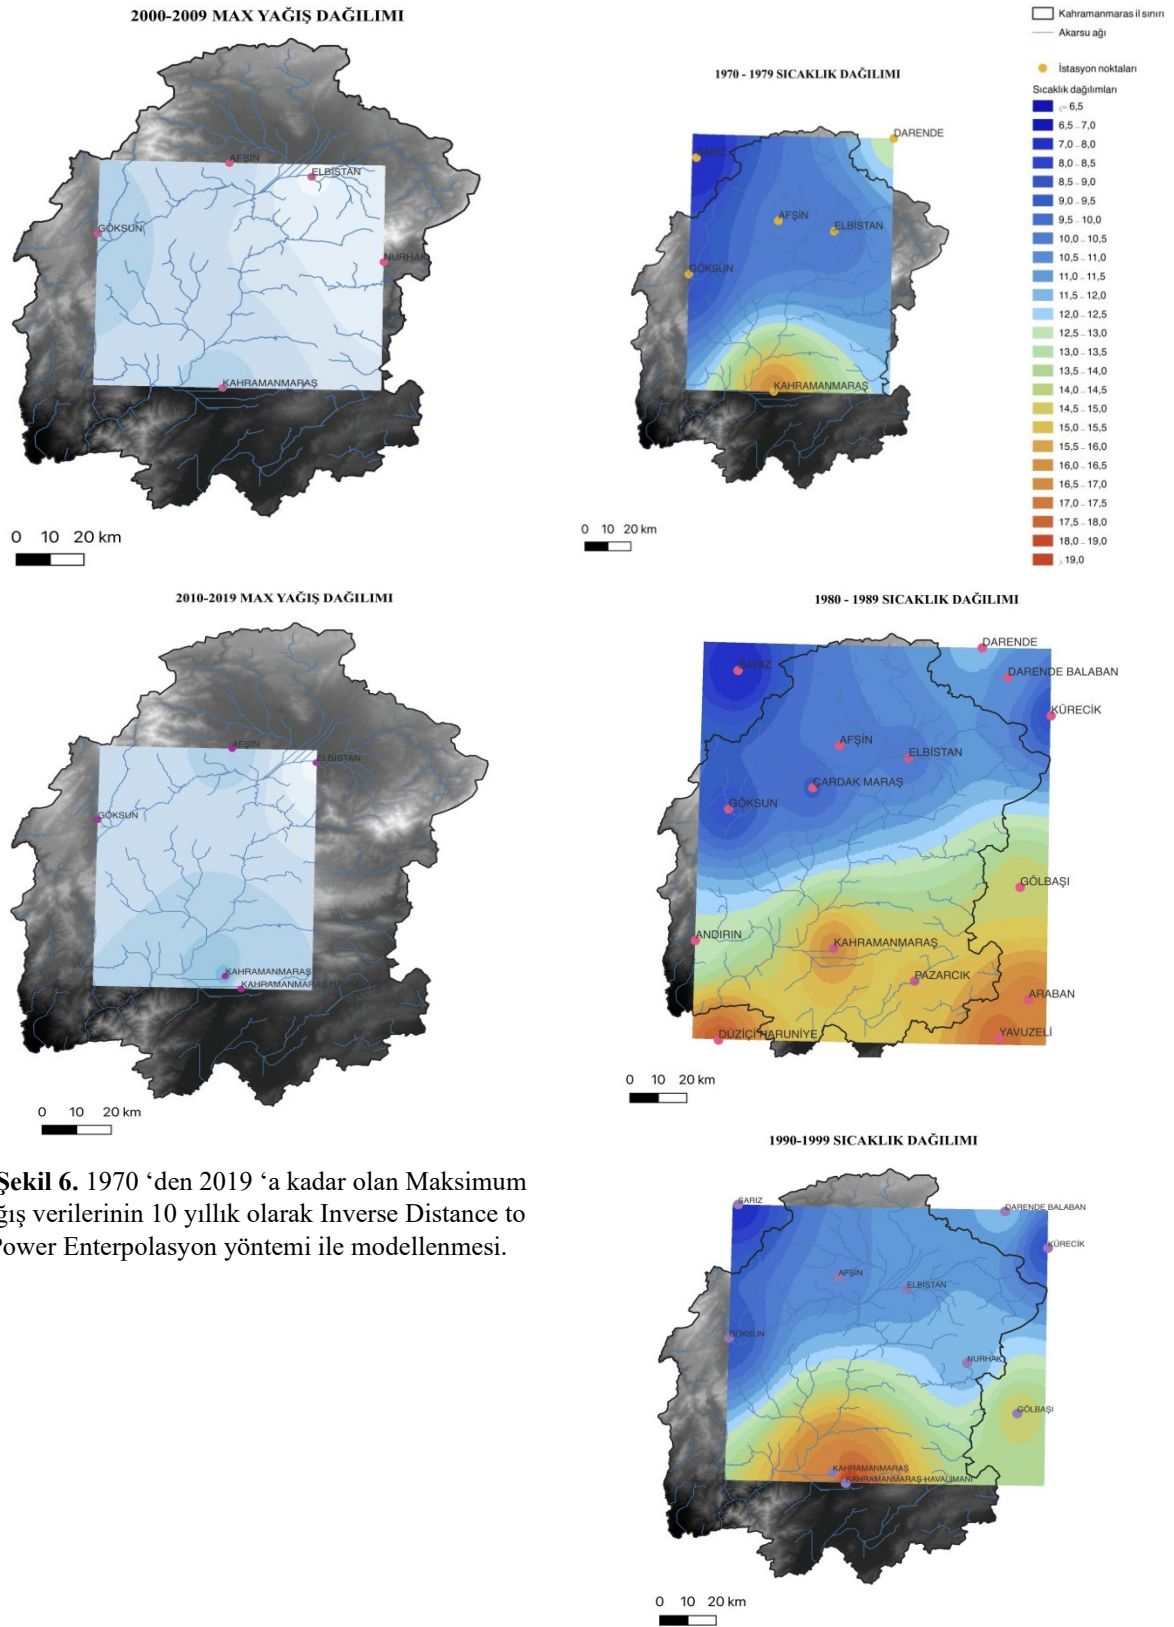 2000-2009 MAX YAĞIŞ DAĞILIMI
AFŞİN
ELBİSTAN
GÖKSUN
NURHAK
KAHRAMANMARAŞ
0 10 20 km
2010-2019 MAX YAĞIŞ DAĞILIMI
AFŞİN
ELBİSTAN
GÖKSUN
KAHRAMANMARAŞ
0 10 20 km
Şekil 6. 1970 ‘den 2019 ‘a kadar olan Maksimum
ğış verilerinin 10 yıllık olarak Inverse Distance to
Power Enterpolasyon yöntemi ile modellenmesi.
1970 - 1979 SICAKLIK DAĞILIMI
DARENDE
SARIZ
AFŞİN
ELBİSTAN
GÖKSUN
KAHRAMANMARAŞ
0 10 20 km
Kahramanmaras il sınırı
Akarsu ağı
İstasyon noktaları
Sıcaklık dağılımları
<= 6,5
6,5 - 7,0
7,0 - 8,0
8,0 - 8,5
8,5 - 9,0
9,0 - 9,5
9,5 - 10,0
10,0 - 10,5
10,5 - 11,0
11,0 - 11,5
11,5 - 12,0
12,0 - 12,5
12,5 - 13,0
13,0 - 13,5
13,5 - 14,0
14,0 - 14,5
14,5 - 15,0
15,0 - 15,5
15,5 - 16,0
16,0 - 16,5
16,5 - 17,0
17,0 - 17,5
17,5 - 18,0
18,0 - 19,0
> 19,0
1980 - 1989 SICAKLIK DAĞILIMI
DARENDE
SARIZ
DARENDE BALABAN
KÜRECİK
AFŞİN
ELBİSTAN
ÇARDAK MARAŞ
GÖKSUN
GÖLBAŞI
ANDIRIN
KAHRAMANMARAŞ
PAZARCIK
ARABAN
DÜZİÇİ HARUNİYE
YAVUZELİ
0 10 20 km
1990-1999 SICAKLIK DAĞILIMI
SARIZ
DARENDE BALABAN
KÜRECİK
AFŞİN
ELBİSTAN
GÖKSUN
NURHAK
GÖLBAŞI
KAHRAMANMARAŞ
KAHRAMANMARAŞ HAVALİMANI
0 10 20 km